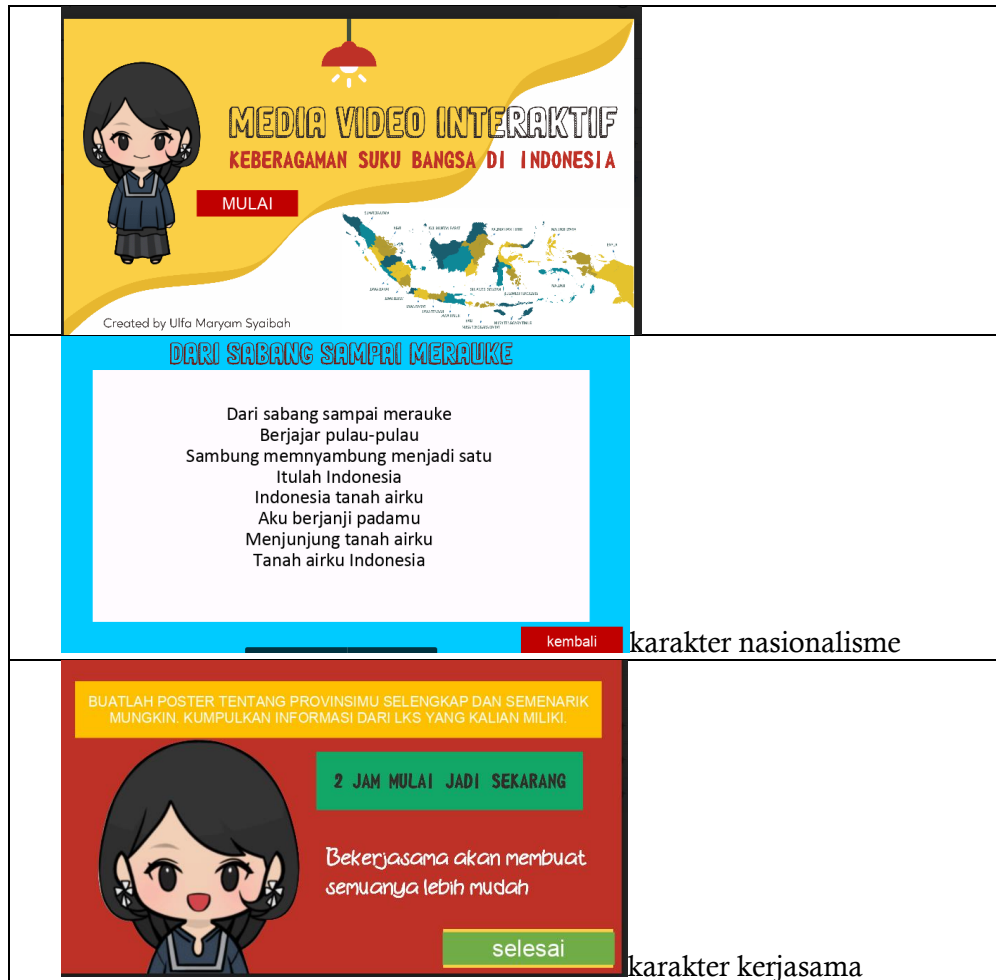 MEDIA VIDEO INTERAKTIF
KEBERAGAMAN SUKU BANGSA DI INDONESIA
MULAI
Created by Ulfa Maryam Syaibah
DARI SABANG SAMPAI MERAUKE
Dari sabang sampai merauke
Berjajar pulau-pulau
Sambung memnyambung menjadi satu
Itulah Indonesia
Indonesia tanah airku
Aku berjanji padamu
Menjunjung tanah airku
Tanah airku Indonesia
kembali
karakter nasionalisme
BUATLAH POSTER TENTANG PROVINSIMU SELENGKAP DAN SEMENARIK
MUNGKIN. KUMPULKAN INFORMASI DARI LKS YANG KALIAN MILIKI.
2 JAM MULAI JADI SEKARANG
Bekerjasama akan membuat
semuanya lebih mudah
selesai
karakter kerjasama